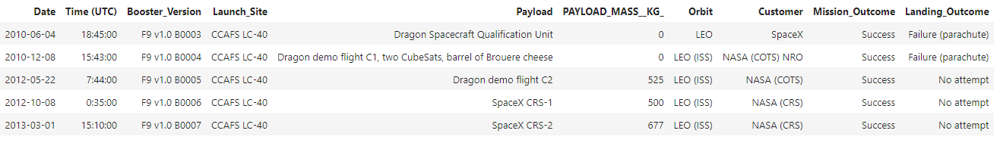 Date Time (UTC) Booster_Version Launch_Site Payload PAYLOAD_MASS__KG_ Orbit Customer Mission_Outcome Landing_Outcome
2010-06-04 18:45:00 F9 v1.0 B0003 CCAFS LC-40 Dragon Spacecraft Qualification Unit 0 LEO SpaceX Success Failure (parachute)
2010-12-08 15:43:00 F9 v1.0 B0004 CCAFS LC-40 Dragon demo flight C1, two CubeSats, barrel of Brouere cheese 0 LEO (ISS) NASA (COTS) NRO Success Failure (parachute)
2012-05-22 7:44:00 F9 v1.0 B0005 CCAFS LC-40 Dragon demo flight C2 525 LEO (ISS) NASA (COTS) Success No attempt
2012-10-08 0:35:00 F9 v1.0 B0006 CCAFS LC-40 SpaceX CRS-1 500 LEO (ISS) NASA (CRS) Success No attempt
2013-03-01 15:10:00 F9 v1.0 B0007 CCAFS LC-40 SpaceX CRS-2 677 LEO (ISS) NASA (CRS) Success No attempt